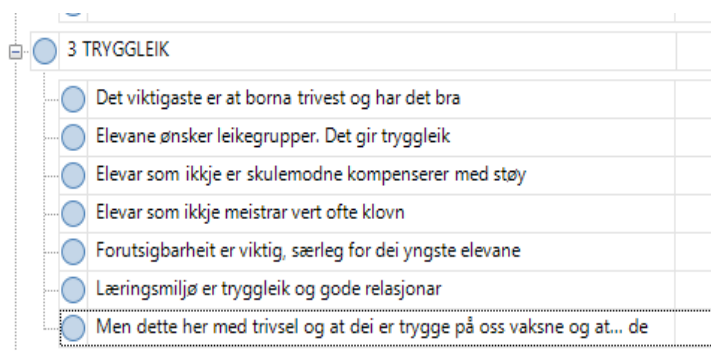 3 TRYGGLEIK
Det viktigaste er at borna trivest og har det bra
Elevane ønsker leikegrupper. Det gir tryggleik
Elevar som ikkje er skulemodne kompenserer med støy
Elevar som ikkje meistrar vert ofte klovn
Forutsigbarheit er viktig, særleg for dei yngste elevane
Læringsmiljø er tryggleik og gode relasjonar
Men dette her med trivsel og at dei er trygge på oss vaksne og at... de